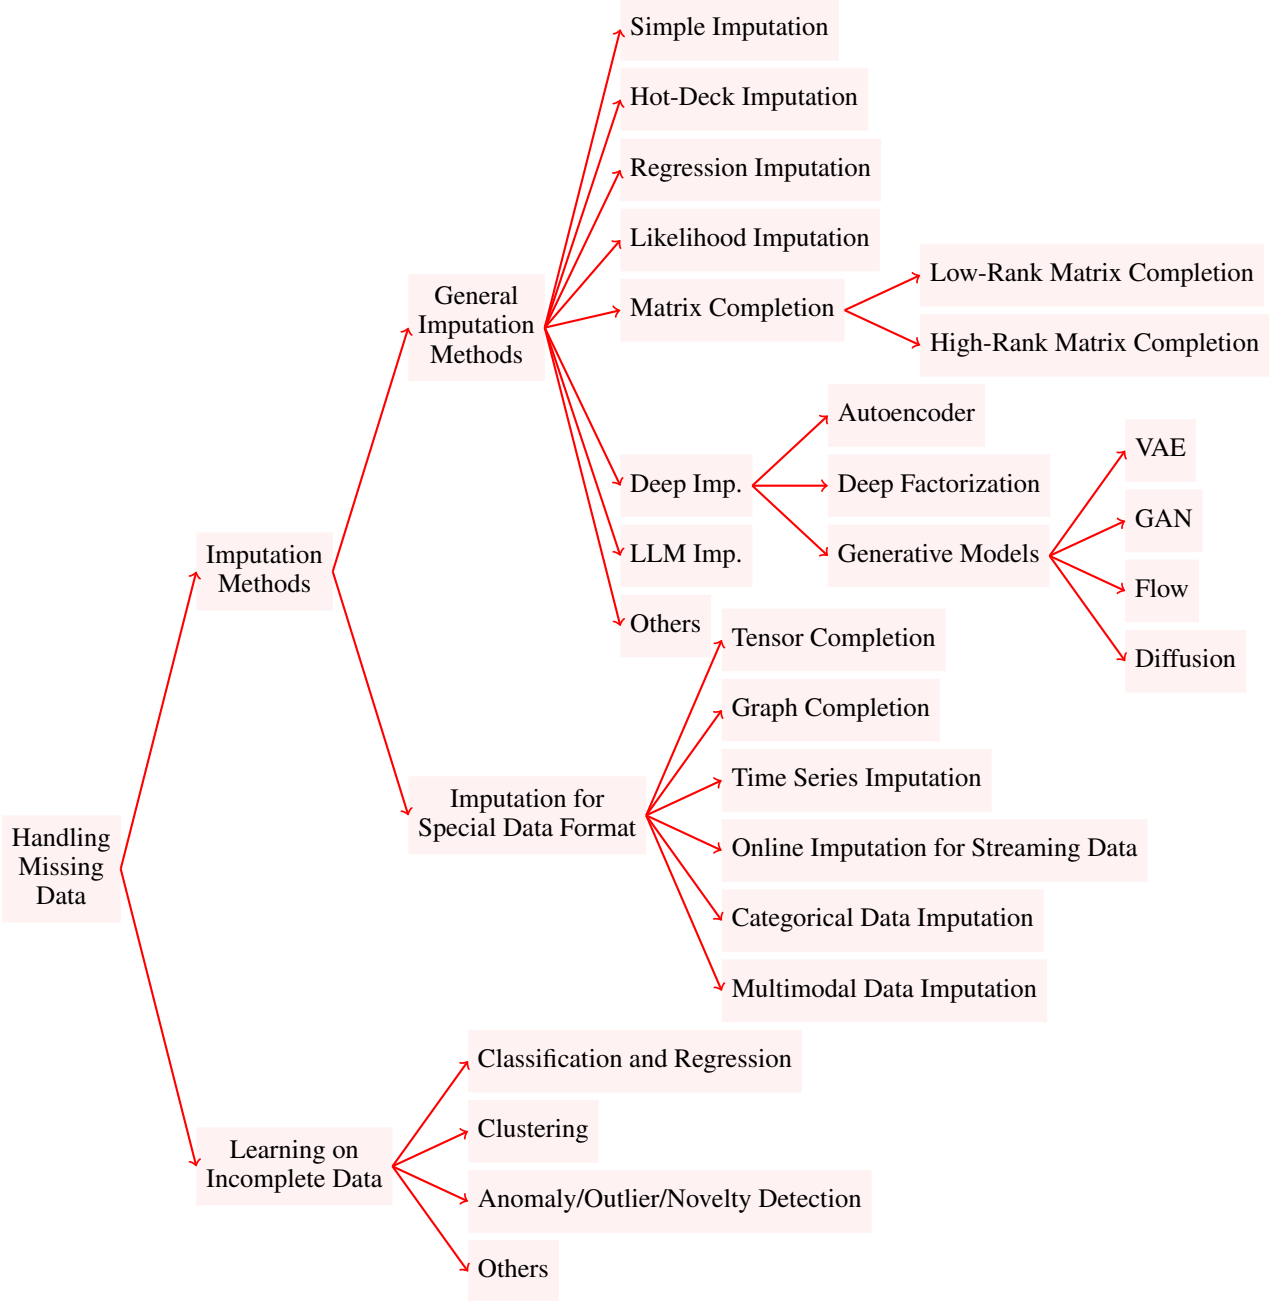 Handling
Missing
Data
Imputation
Methods
General
Imputation
Methods
Simple Imputation
Hot-Deck Imputation
Regression Imputation
Likelihood Imputation
Matrix Completion
Low-Rank Matrix Completion
High-Rank Matrix Completion
Deep Imp.
Autoencoder
Deep Factorization
Generative Models
VAE
GAN
Flow
Diffusion
LLM Imp.
Others
Imputation for
Special Data Format
Tensor Completion
Graph Completion
Time Series Imputation
Online Imputation for Streaming Data
Categorical Data Imputation
Multimodal Data Imputation
Learning on
Incomplete Data
Classification and Regression
Clustering
Anomaly/Outlier/Novelty Detection
Others